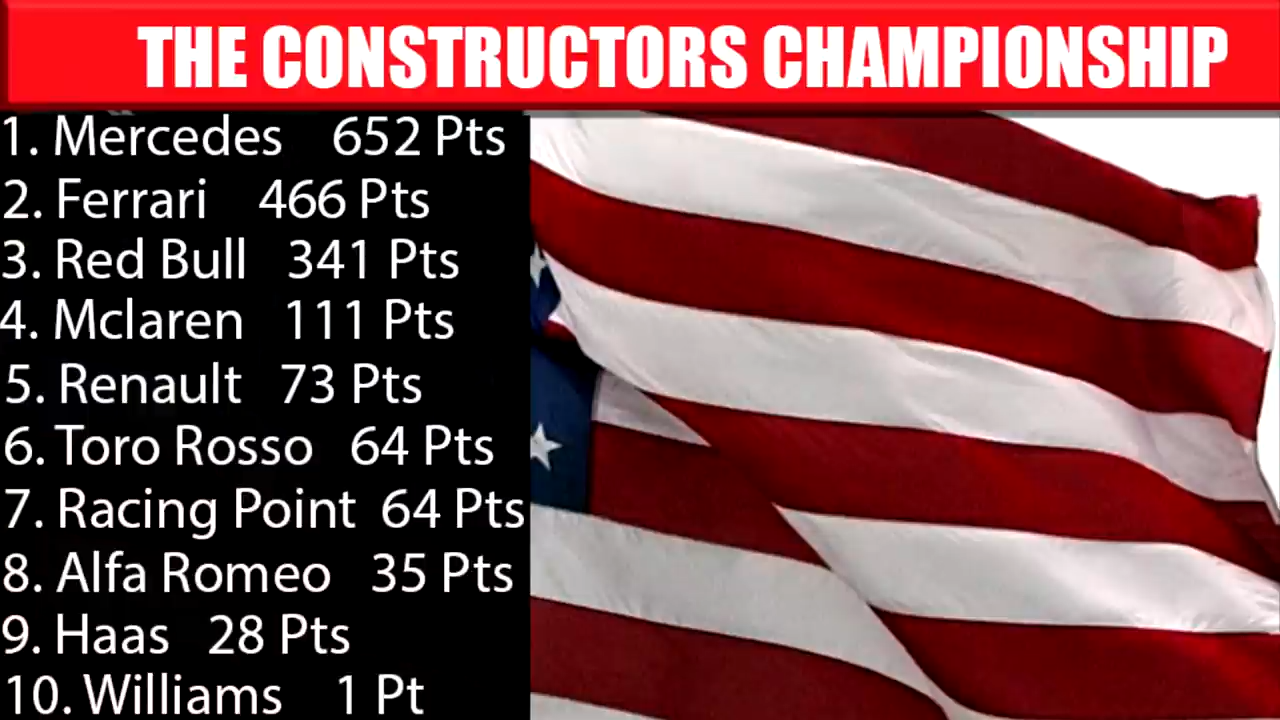 THE CONSTRUCTORS CHAMPIONSHIP
1. Mercedes 652 Pts
2. Ferrari 466 Pts
3. Red Bull 341 Pts
4. Mclaren 111 Pts
5. Renault 73 Pts
6. Toro Rosso 64 Pts
7. Racing Point 64 Pts
8. Alfa Romeo 35 Pts
9. Haas 28 Pts
10. Williams 1 Pt